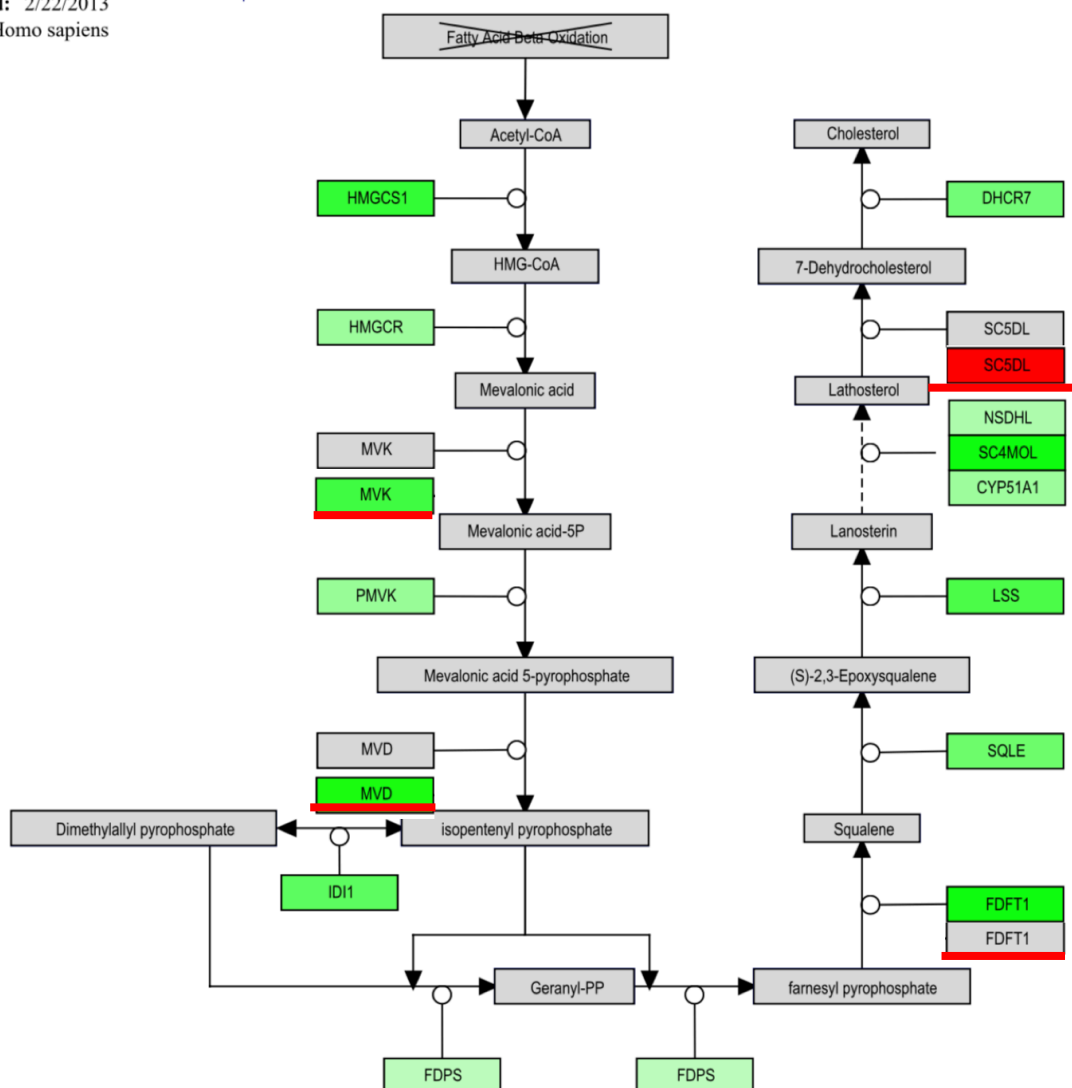 2/22/2013
Homo sapiens
Fatty Acid Beta Oxidation
Acetyl-CoA
Cholesterol
HMGCS1
DHCR7
HMG-CoA
7-Dehydrocholesterol
HMGCR
SC5DL
SC5DL
Mevalonic acid
Lathosterol
NSDHL
MVK
SC4MOL
MVK
CYP51A1
Mevalonic acid-5P
Lanosterin
PMVK
LSS
Mevalonic acid 5-pyrophosphate
(S)-2,3-Epoxysqualene
MVD
SQLE
MVD
Dimethylallyl pyrophosphate
isopentenyl pyrophosphate
Squalene
IDI1
FDFT1
FDFT1
Geranyl-PP
farnesyl pyrophosphate
FDPS
FDPS